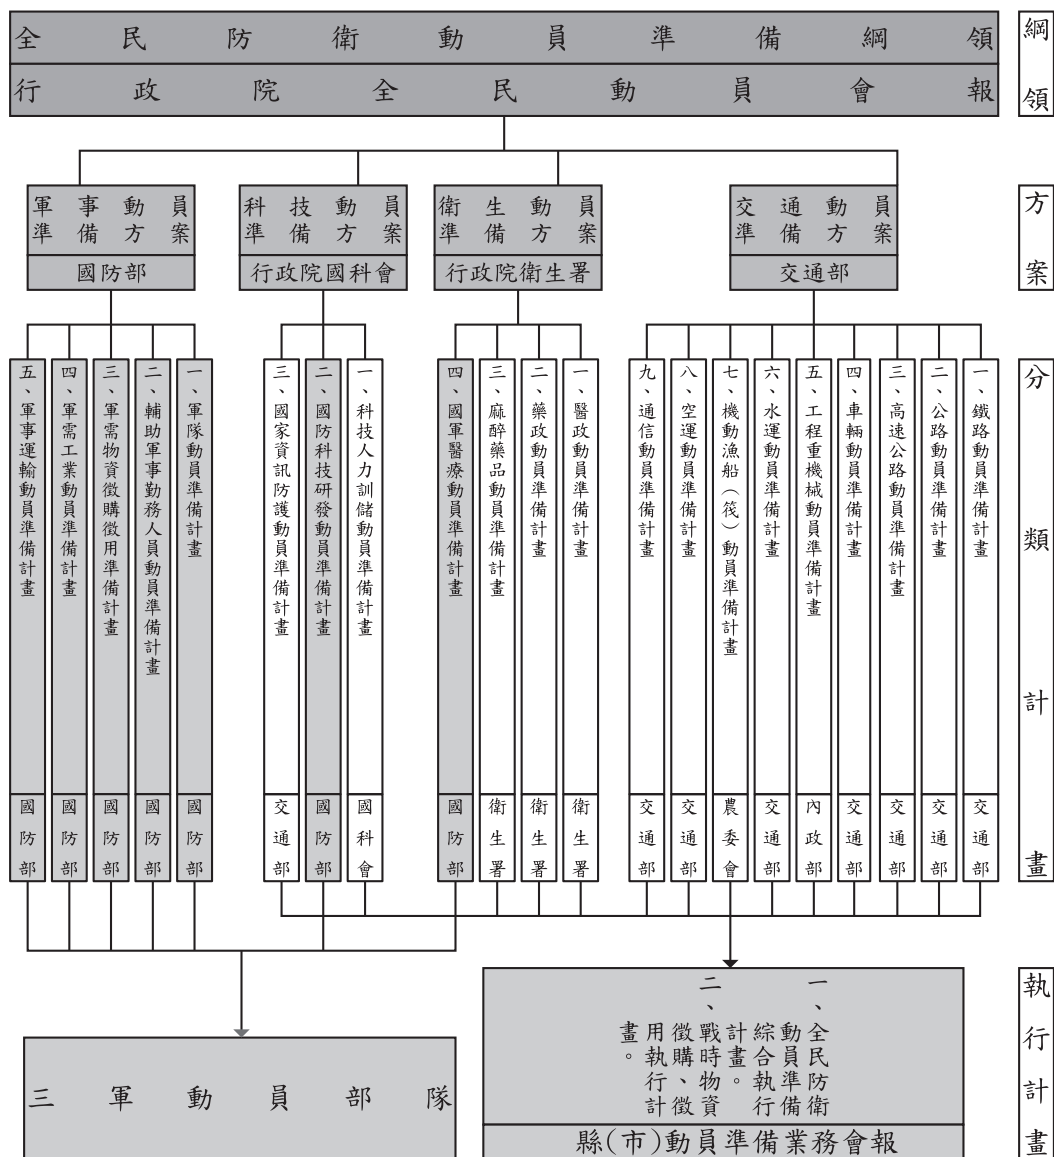 全民防衛動員準備綱領
行政院全民動員會報
綱領
軍事動員
準備方案
國防部
科技動員
準備方案
行政院國科會
衛生動員
準備方案
行政院衛生署
交通動員
準備方案
交通部
方案
五、軍事運輸動員準備計畫
國防部
四、軍需工業動員準備計畫
國防部
三、軍需物資徵購徵用準備計畫
國防部
二、輔助軍事勤務人員動員準備計畫
國防部
一、軍隊動員準備計畫
國防部
三、國家資訊防護動員準備計畫
交通部
二、國防科技研發動員準備計畫
國防部
一、科技人力訓儲動員準備計畫
國科會
四、國軍醫療動員準備計畫
國防部
三、麻醉藥品動員準備計畫
衛生署
二、藥政動員準備計畫
衛生署
一、醫政動員準備計畫
衛生署
九、通信動員準備計畫
交通部
八、空運動員準備計畫
交通部
七、機動漁船（筏）動員準備計畫
農委會
六、水運動員準備計畫
交通部
五、工程重機械動員準備計畫
內政部
四、車輛動員準備計畫
交通部
三、高速公路動員準備計畫
交通部
二、公路動員準備計畫
交通部
一、鐵路動員準備計畫
交通部
分類計畫
三軍動員部隊
一、全民防衛
動員準備
綜合執行
計畫。
二、戰時物資
徵購、徵
用執行計
畫。
縣(市)動員準備業務會報
執行計畫